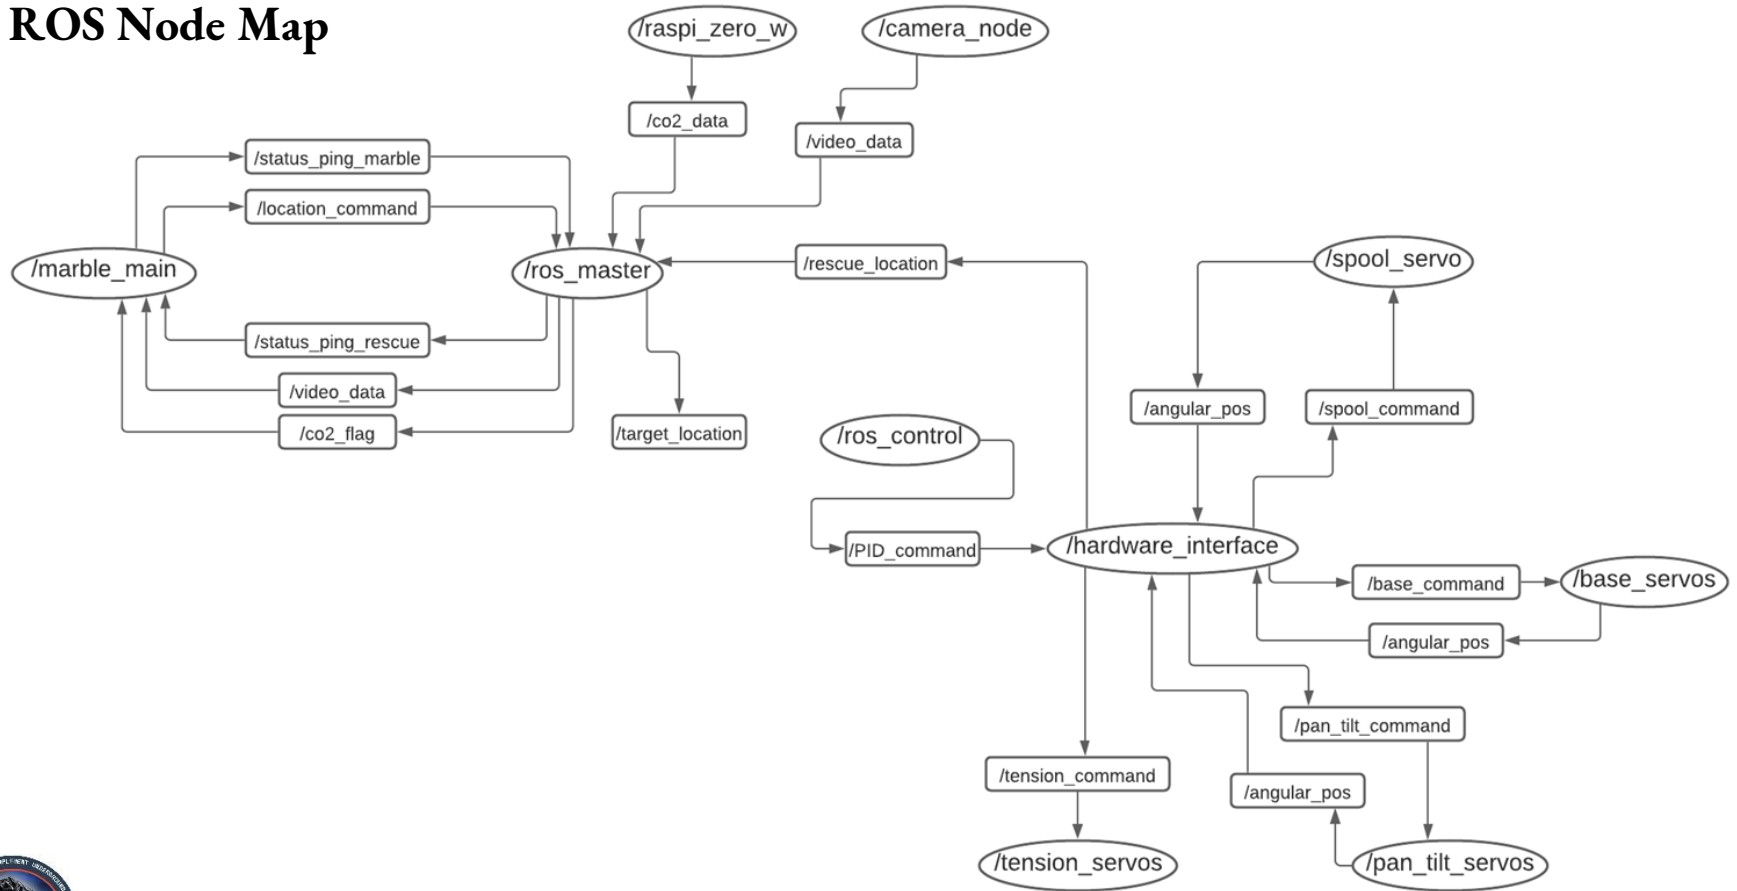 ROS Node Map
/raspi_zero_w
/camera_node
/co2_data
/video_data
/status_ping_marble
/location_command
/marble_main
/ros_master
/rescue_location
/spool_servo
/status_ping_rescue
/video_data
/co2_flag
/target_location
/angular_pos
/spool_command
/ros_control
/PID_command
/hardware_interface
/base_command
/base_servos
/angular_pos
/pan_tilt_command
/tension_command
/angular_pos
/tension_servos
/pan_tilt_servos